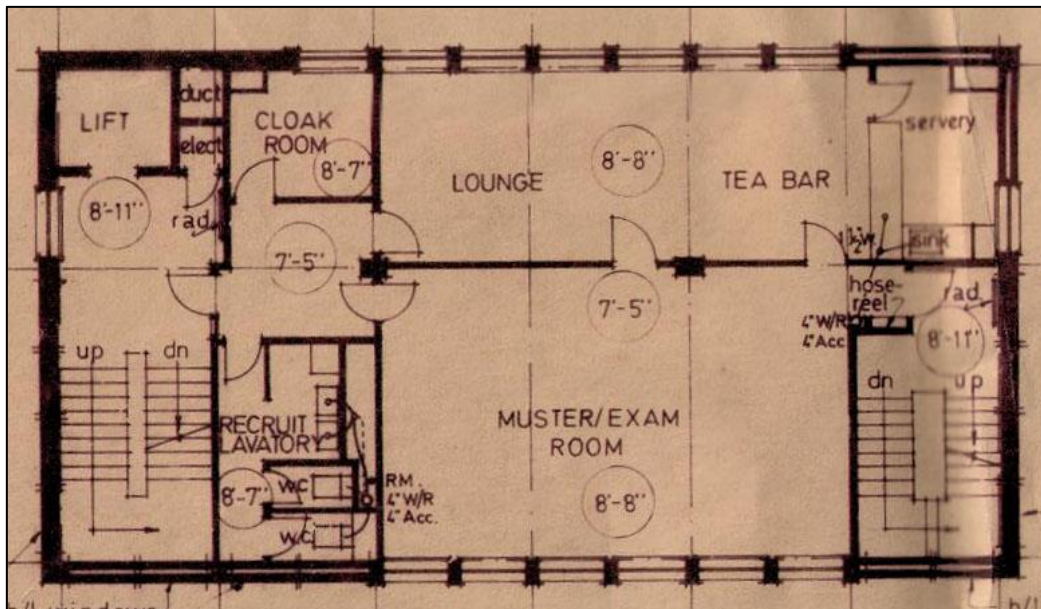 duct
LIFT
elect
CLOAK
ROOM
8'-7"
LOUNGE
8'-8"
TEA BAR
servery
8'-11"
rad.
7'-5"
1½"W.
sink
7'-5"
hose-
reel
rad.
4" W/R
4" Acc.
8'-11"
up
dn
dn
up
RECRUIT
LAVATORY
MUSTER/EXAM
ROOM
8'-7"
w.c
RM.
4" W/R
4" Acc.
w.c
8'-8"
windows